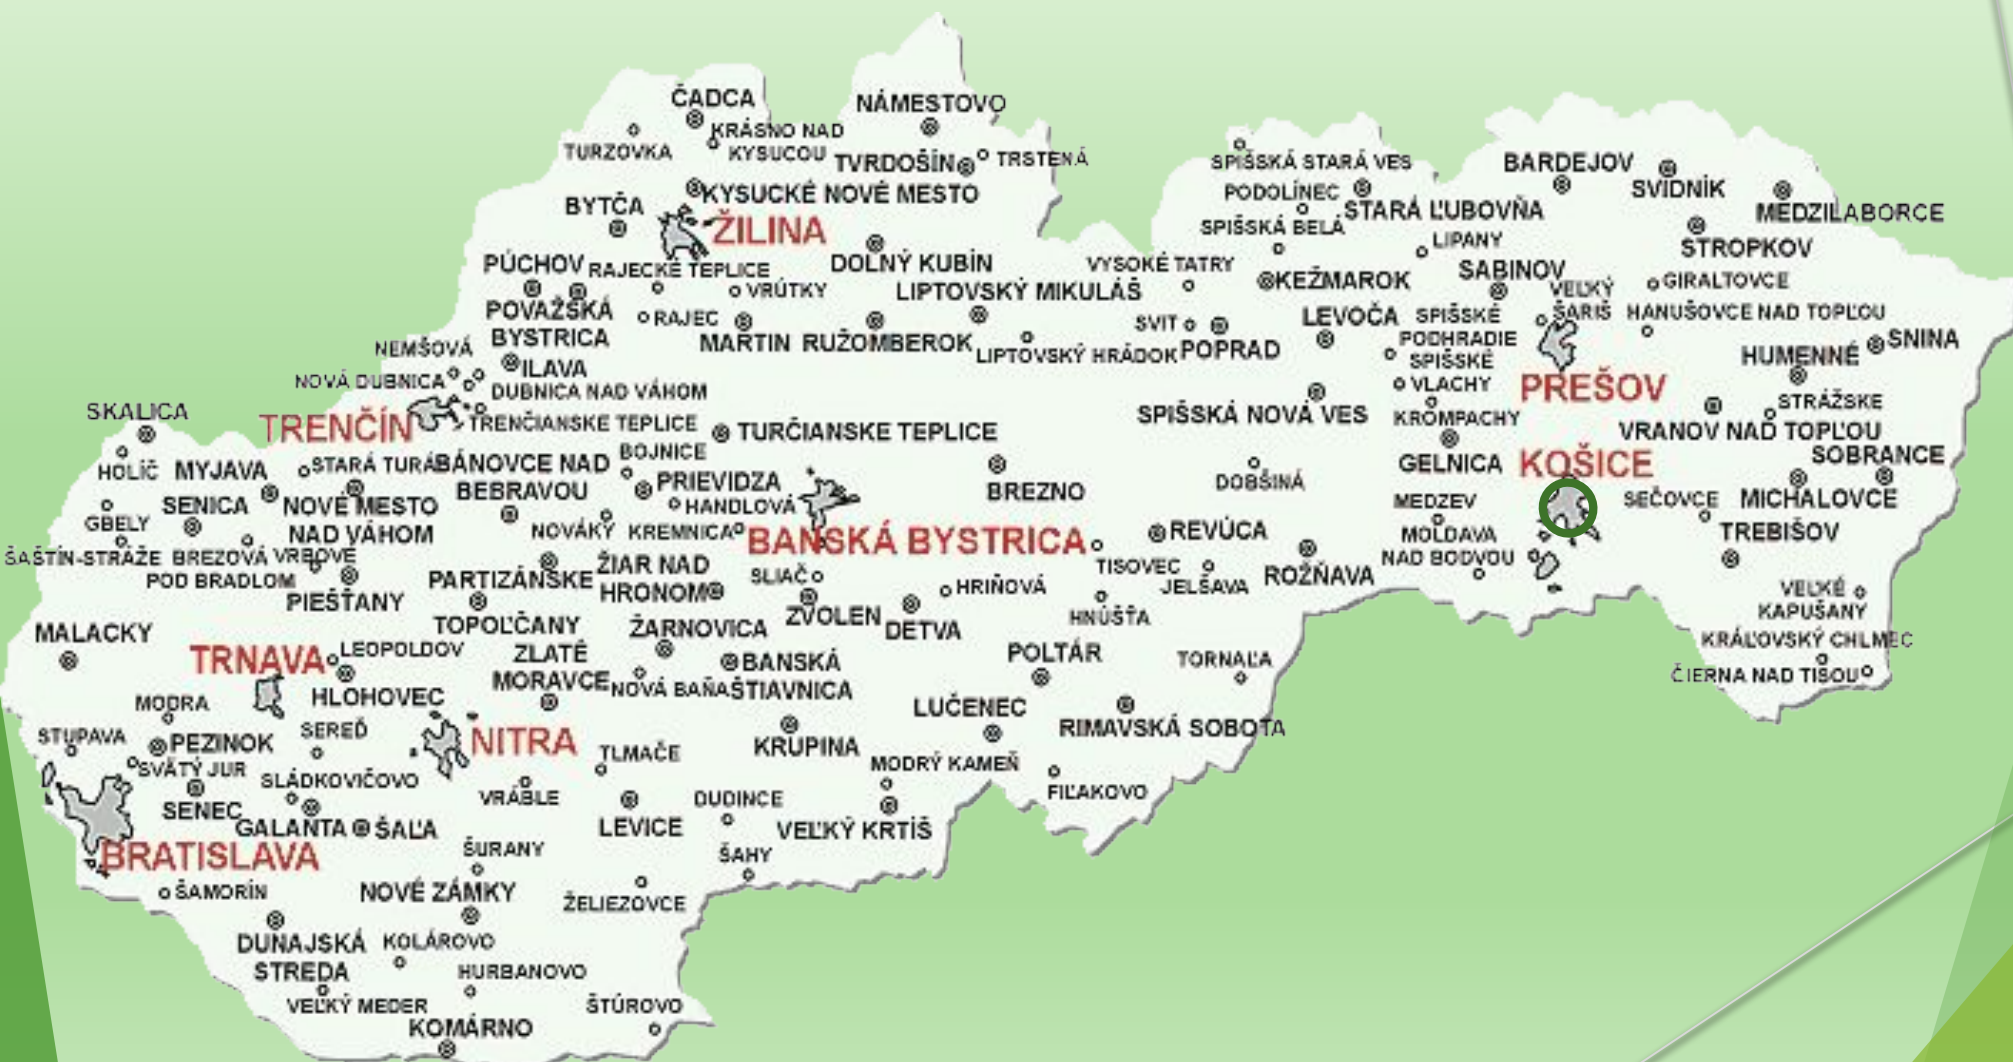 ČADCA
NÁMESTOVO
KRÁSNO NAD
KYSUCOU
TURZOVKA
TVRDOŠÍN
TRSTENÁ
SPIŠSKÁ STARÁ VES
BARDEJOV
SVIDNÍK
KYSUCKÉ NOVÉ MESTO
PODOLÍNEC
BYTČA
STARÁ ĽUBOVŇA
MEDZILABORCE
ŽILINA
SPIŠSKÁ BELÁ
LIPANY
STROPKOV
PÚCHOV
RAJECKÉ TEPLICE
DOLNÝ KUBÍN
VYSOKÉ TATRY
SABINOV
KEŽMAROK
GIRALTOVCE
VRÚTKY
LIPTOVSKÝ MIKULÁŠ
VEĽKÝ
ŠARIŠ
POVAŽSKÁ
BYSTRICA
RAJEC
SVIT
LEVOČA
SPIŠSKÉ
PODHRADIE
HANUŠOVCE NAD TOPĽOU
SNINA
NEMŠOVÁ
MARTIN
RUŽOMBEROK
LIPTOVSKÝ HRÁDOK
POPRAD
SPIŠSKÉ
VLACHY
HUMENNÉ
ILAVA
NOVÁ DUBNICA
DUBNICA NAD VÁHOM
PREŠOV
STRÁŽSKE
SKALICA
TRENČÍN
TRENČIANSKE TEPLICE
TURČIANSKE TEPLICE
SPIŠSKÁ NOVÁ VES
KROMPACHY
VRANOV NAD TOPĽOU
HOLÍČ
MYJAVA
STARÁ TURÁ
BÁNOVCE NAD
BEBRAVOU
BOJNICE
GELNICA
KOŠICE
SOBRANCE
PRIEVIDZA
BREZNO
DOBŠINÁ
SENICA
NOVÉ MESTO
NAD VÁHOM
HANDLOVÁ
MEDZEV
SEČOVCE
MICHALOVCE
GBELY
NOVÁKY
KREMNICA
BANSKÁ BYSTRICA
REVÚCA
MOLDAVA
NAD BODVOU
TREBIŠOV
ŠAŠTÍN-STRÁŽE
BREZOVÁ
POD BRADLOM
VRBOVÉ
PARTIZÁNSKE
ŽIAR NAD
HRONOM
SLIAČ
TISOVEC
JELŠAVA
ROŽŇAVA
PIEŠŤANY
HRIŇOVÁ
VEĽKÉ
KAPUŠANY
TOPOĽČANY
ŽARNOVICA
ZVOLEN
DETVA
HNÚŠŤA
MALACKY
KRÁĽOVSKÝ CHLMEC
TRNAVA
LEOPOLDOV
ZLATÉ
MORAVCE
BANSKÁ
ŠTIAVNICA
POLTÁR
TORNAĽA
ČIERNA NAD TISOU
HLOHOVEC
NOVÁ BAŇA
MODRA
LUČENEC
SEREĎ
RIMAVSKÁ SOBOTA
STUPAVA
PEZINOK
NITRA
TLMAČE
KRUPINA
SVÄTÝ JUR
SLÁDKOVIČOVO
MODRÝ KAMEŇ
SENEC
VRÁBLE
DUDINCE
FIĽAKOVO
GALANTA
ŠAĽA
LEVICE
VEĽKÝ KRTÍŠ
BRATISLAVA
ŠURANY
ŠAHY
ŠAMORÍN
NOVÉ ZÁMKY
ŽELIEZOVCE
DUNAJSKÁ
STREDA
KOLÁROVO
HURBANOVO
VEĽKÝ MEDER
ŠTÚROVO
KOMÁRNO